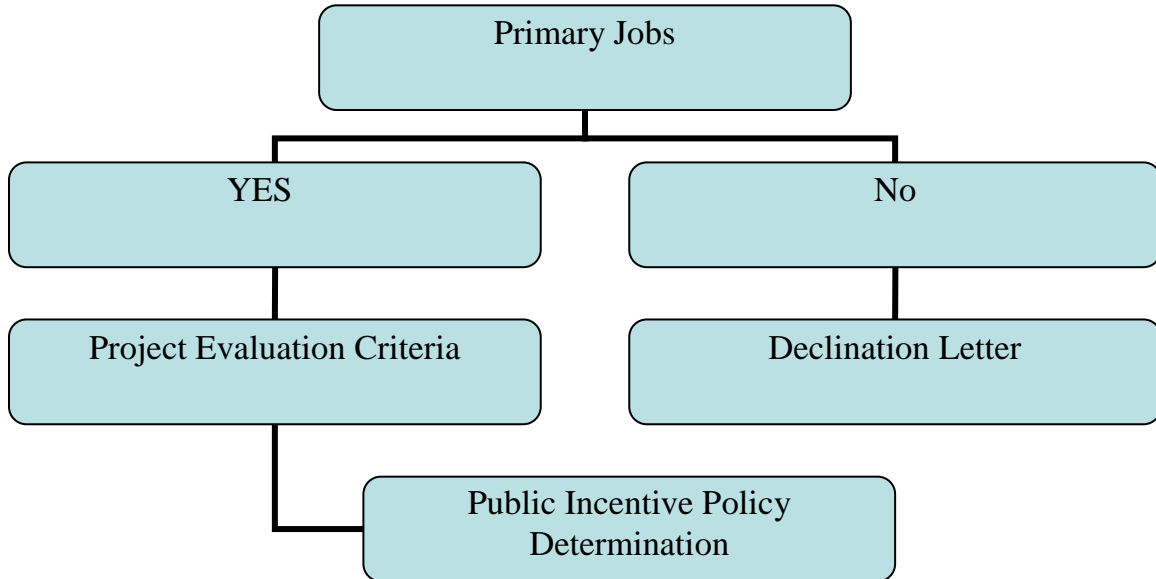 Primary Jobs
YES
No
Project Evaluation Criteria
Declination Letter
Public Incentive Policy
Determination